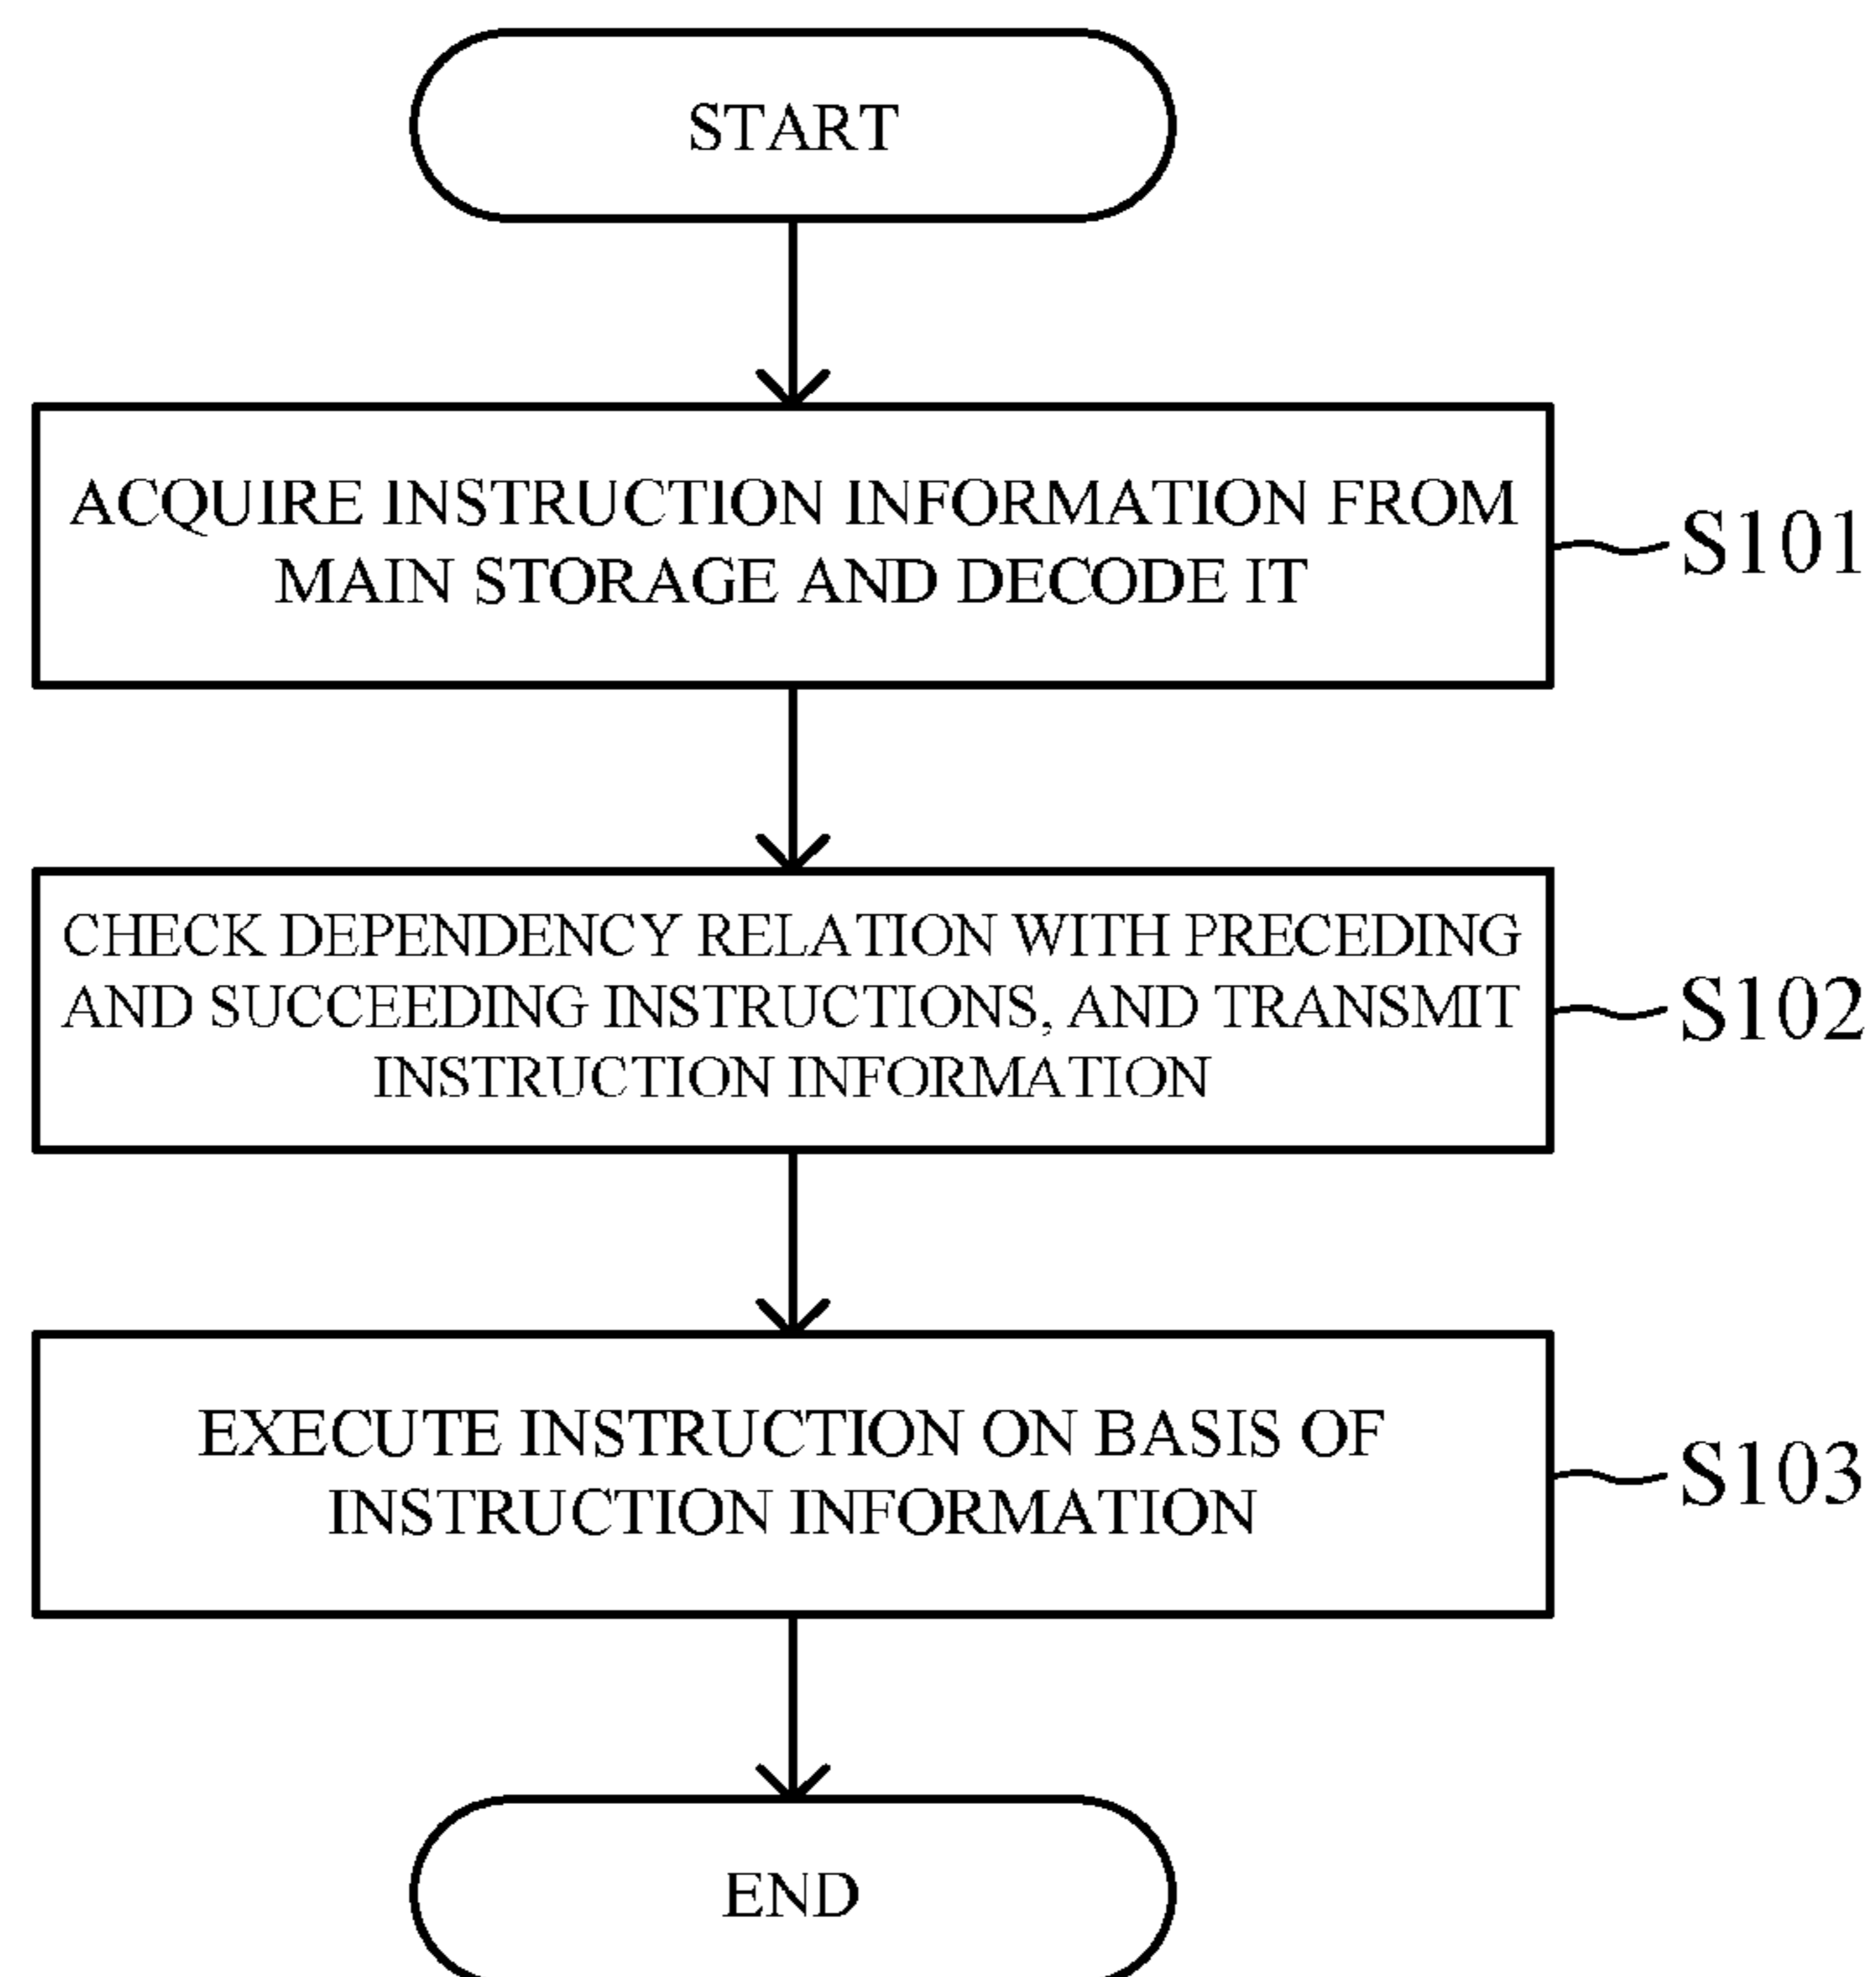 START
ACQUIRE INSTRUCTION INFORMATION FROM
MAIN STORAGE AND DECODE IT
S101
CHECK DEPENDENCY RELATION WITH PRECEDING
AND SUCCEEDING INSTRUCTIONS, AND TRANSMIT
INSTRUCTION INFORMATION
S102
EXECUTE INSTRUCTION ON BASIS OF
INSTRUCTION INFORMATION
S103
END